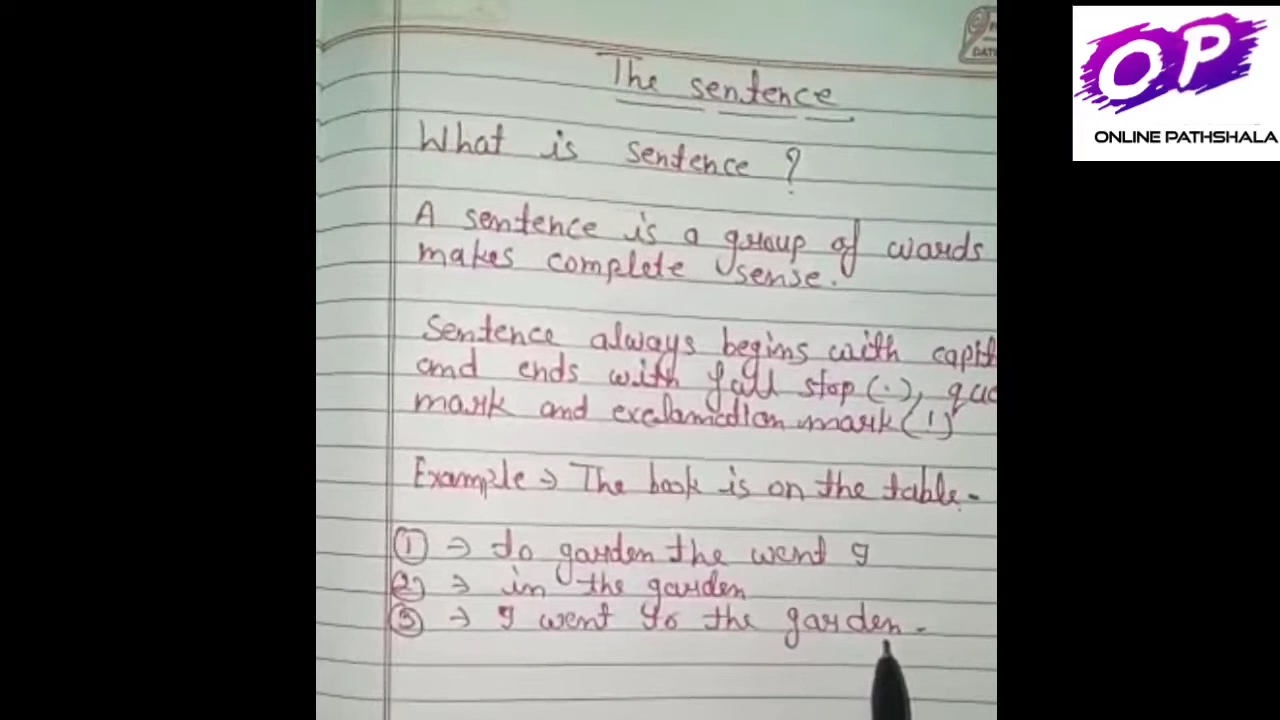 OP
ONLINE PATHSHALA
The sentence
What is sentence ?
A sentence is a group of words
makes complete sense.
Sentence always begins with capit
and ends with full stop (.), que
mark and exclamation mark (!)
Example → The book is on the table.
① → to garden the went I
② → in the garden
③ → I went to the garden.